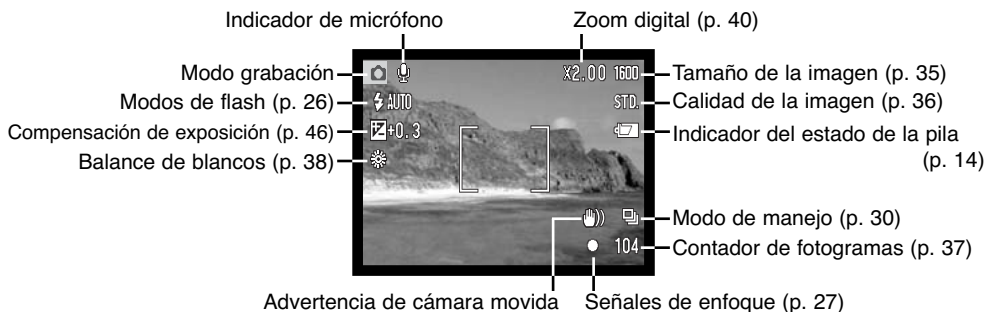 Indicador de micrófono
Zoom digital (p. 40)
Modo grabación
X2.00 1600
Tamaño de la imagen (p. 35)
Modos de flash (p. 26)
AUTO
STD.
Calidad de la imagen (p. 36)
Compensación de exposición (p. 46)
+0.3
Indicador del estado de la pila
(p. 14)
Balance de blancos (p. 38)
Modo de manejo (p. 30)
104
Contador de fotogramas (p. 37)
Advertencia de cámara movida
Señales de enfoque (p. 27)